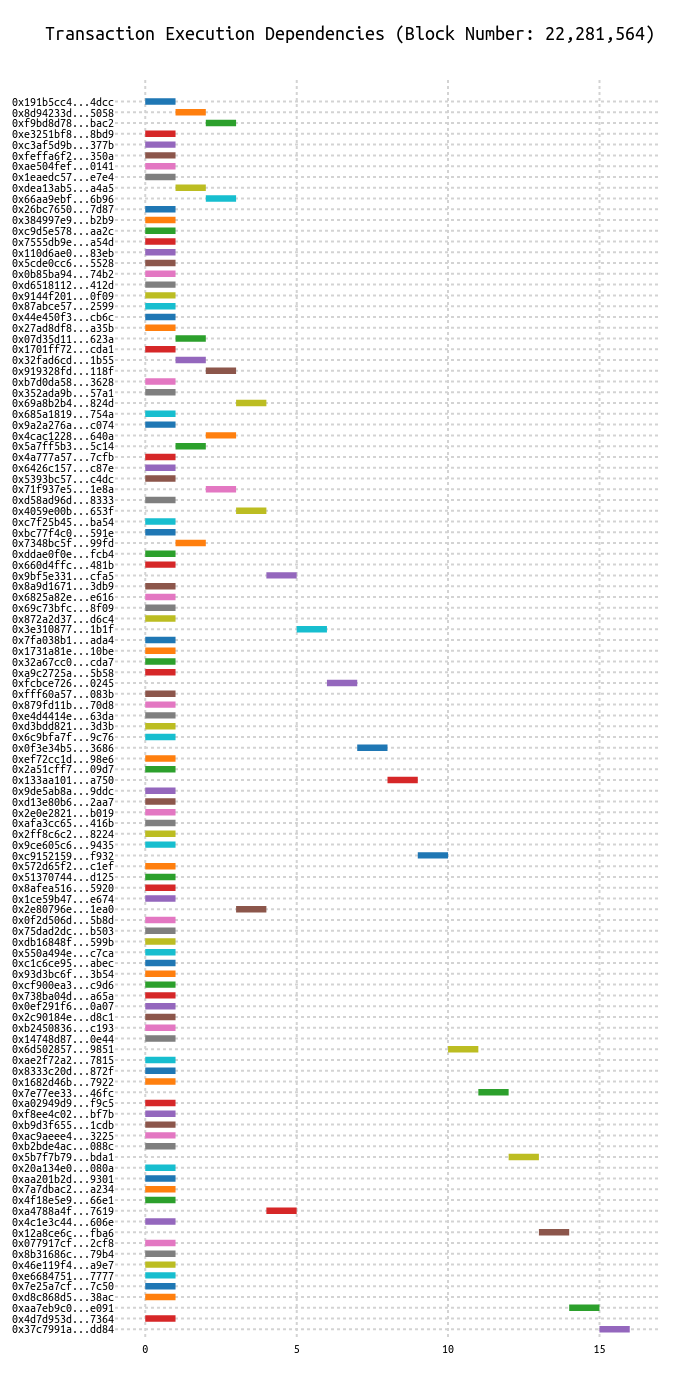 Transaction Execution Dependencies (Block Number: 22,281,564)
0x191b5cc4...4dcc
0x8d94233d...5058
0xf9bd8d78...bac2
0xe3251bf8...8bd9
0xc3af5d9b...377b
0xfeffa6f2...350a
0xae504fef...0141
0x1eaedc57...e7e4
0xdea13ab5...a4a5
0x66aa9ebf...6b96
0x26bc7650...7d87
0x384997e9...b2b9
0xc9d5e578...aa2c
0x7555db9e...a54d
0x110d6ae0...83eb
0x5cde0cc6...5528
0x0b85ba94...74b2
0xd6518112...412d
0x9144f201...0f09
0x87abce57...2599
0x44e450f3...cb6c
0x27ad8df8...a35b
0x07d35d11...623a
0x1701ff72...cda1
0x32fad6cd...1b55
0x919328fd...118f
0xb7d0da58...3628
0x352ada9b...57a1
0x69a8b2b4...824d
0x685a1819...754a
0x9a2a276a...c074
0x4cac1228...640a
0x5a7ff5b3...5c14
0x4a777a57...7cfb
0x6426c157...c87e
0x5393bc57...c4dc
0x71f937e5...1e8a
0xd58ad96d...8333
0x4059e00b...653f
0xc7f25b45...ba54
0xbc77f4c0...591e
0x7348bc5f...99fd
0xddae0f0e...fcb4
0x660d4ffc...481b
0x9bf5e331...cfa5
0x8a9d1671...3db9
0x6825a82e...e616
0x69c73bfc...8f09
0x872a2d37...d6c4
0x3e310877...1b1f
0x7fa038b1...ada4
0x1731a81e...10be
0x32a67cc0...cda7
0xa9c2725a...5b58
0xfcbce726...0245
0xfff60a57...083b
0x879fd11b...70d8
0xe4d4414e...63da
0xd3bdd821...3d3b
0x6c9bfa7f...9c76
0x0f3e34b5...3686
0xef72cc1d...98e6
0x2a51cff7...09d7
0x133aa101...a750
0x9de5ab8a...9ddc
0xd13e80b6...2aa7
0x2e0e2821...b019
0xafa3cc65...416b
0x2ff8c6c2...8224
0x9ce605c6...9435
0xc9152159...f932
0x572d65f2...c1ef
0x51370744...d125
0x8afea516...5920
0x1ce59b47...e674
0x2e80796e...1ea0
0x0f2d506d...5b8d
0x75dad2dc...b503
0xdb16848f...599b
0x550a494e...c7ca
0xc1c6ce95...abec
0x93d3bc6f...3b54
0xcf900ea3...c9d6
0x738ba04d...a65a
0x0ef291f6...0a07
0x2c90184e...d8c1
0xb2450836...c193
0x14748d87...0e44
0x6d502857...9851
0xae2f72a2...7815
0x8333c20d...872f
0x1682d46b...7922
0x7e77ee33...46fc
0xa02949d9...f9c5
0xf8ee4c02...bf7b
0xb9d3f655...1cdb
0xac9aeee4...3225
0xb2bde4ac...088c
0x5b7f7b79...bda1
0x20a134e0...080a
0xaa201b2d...9301
0x7a7dbac2...a234
0x4f18e5e9...66e1
0xa4788a4f...7619
0x4c1e3c44...606e
0x12a8ce6c...fba6
0x077917cf...2cf8
0x8b31686c...79b4
0x46e119f4...a9e7
0xe6684751...7777
0x7e25a7cf...7c50
0xd8c868d5...38ac
0xaa7eb9c0...e091
0x4d7d953d...7364
0x37c7991a...dd84
0 5 10 15